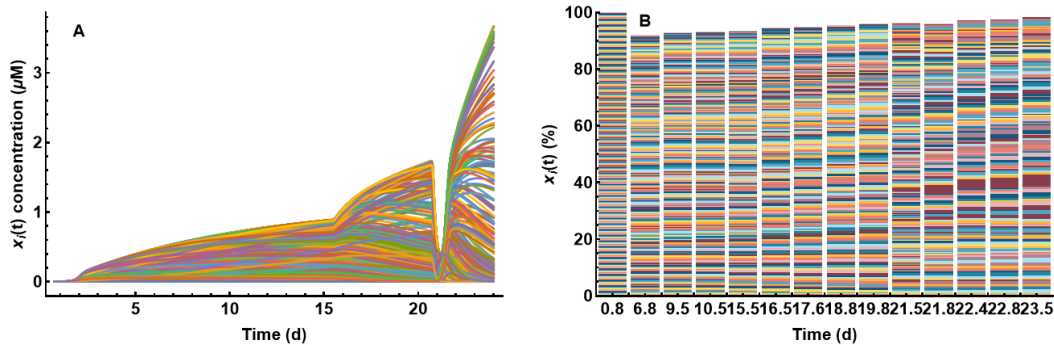 A
x_i(t) concentration (μM)
3
2
1
0
5
10
15
20
Time (d)
B
x_i(t) (%)
100
80
60
40
20
0
0.8 6.8 9.5 10.5 15.5 16.5 17.6 18.8 19.8 21.5 21.8 22.4 22.8 23.5
Time (d)